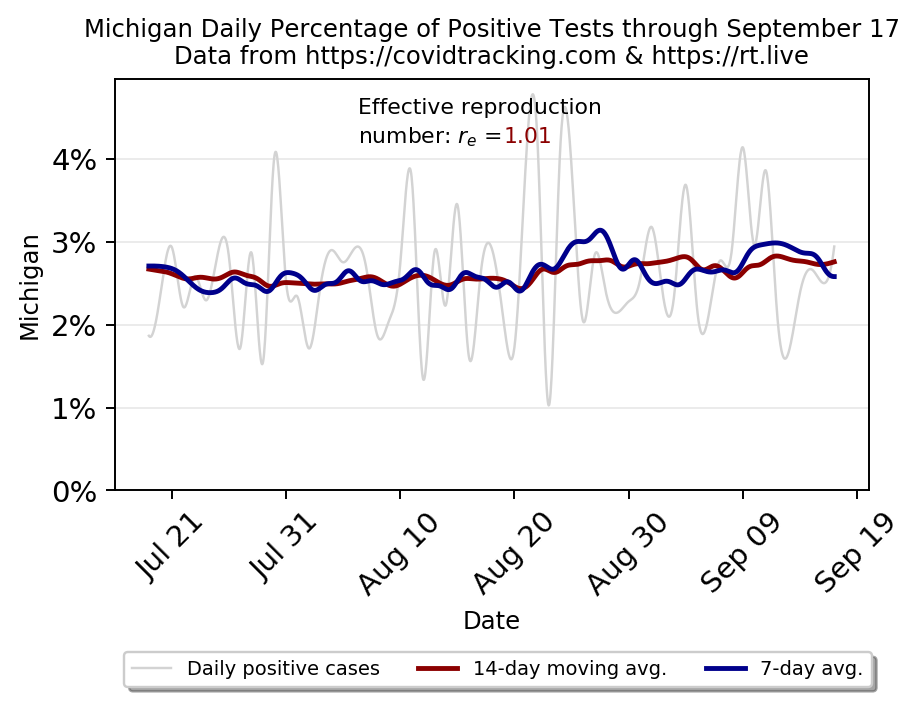 Michigan Daily Percentage of Positive Tests through September 17
Data from https://covidtracking.com & https://rt.live
Effective reproduction
number: re =1.01
4%
3%
2%
1%
0%
Michigan
Jul 21
Jul 31
Aug 10
Aug 20
Aug 30
Sep 09
Sep 19
Date
Daily positive cases
14-day moving avg.
7-day avg.